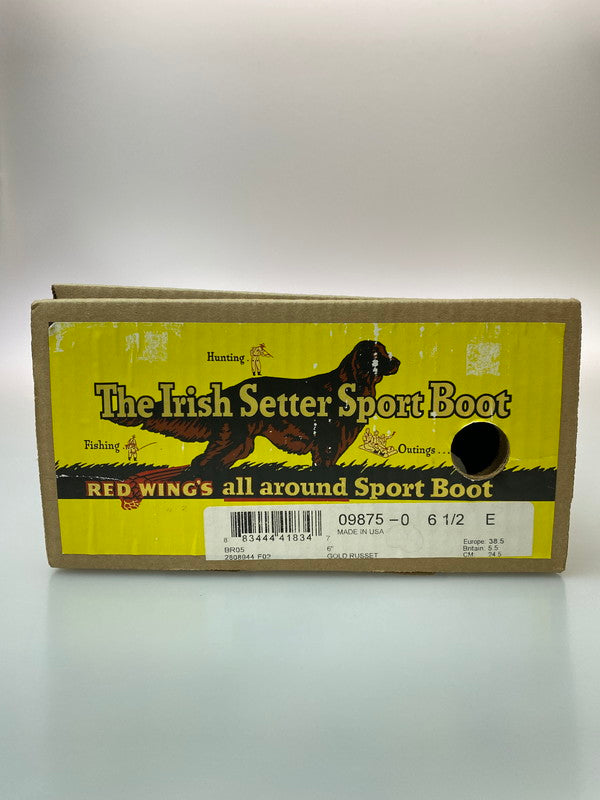 Hunting
The Irish Setter Sport Boot
Fishing
Outings...
RED WING'S all around Sport Boot
09875-0 6 1/2 E
MADE IN USA
8 83444 41834 7
BR05 6"
2508944 F02 GOLD RUSSET
Europe: 38.5
Britain: 5.5
CM: 24.5